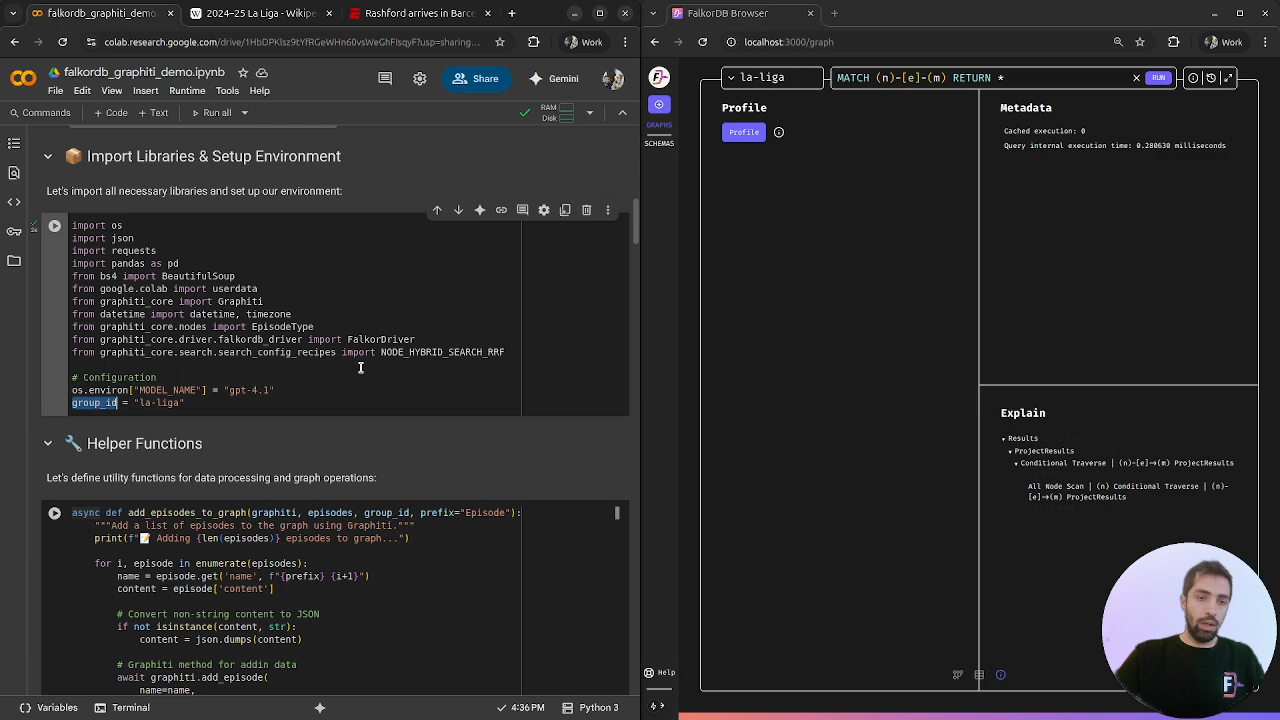 falkordb_graphiti_demo.
2024–25 La Liga - Wikipe
Rashford arrives in Barce
FalkorDB Browser
colab.research.google.com/drive/1HbDPKlsz9tYfRGeWHn60vsWeGhFlsqyF?usp=sharing...
Work
localhost:3000/graph
Work
falkordb_graphiti_demo.ipynb
File Edit View Insert Runtime Tools Help
Share
Gemini
Commands + Code + Text Run all
RAM
Disk
la-liga
MATCH (n)-[e]-(m) RETURN *
RUN
GRAPHS
SCHEMAS
Profile
Profile
Metadata
Cached execution: 0
Query internal execution time: 0.280630 milliseconds
Explain
Results
ProjectResults
Conditional Traverse | (n)-[e]->(m) ProjectResults
All Node Scan | (n) Conditional Traverse | (n)-
[e]->(m) ProjectResults
Help
📦 Import Libraries & Setup Environment
Let's import all necessary libraries and set up our environment:
2s
import os
import json
import requests
import pandas as pd
from bs4 import BeautifulSoup
from google.colab import userdata
from graphiti_core import Graphiti
from datetime import datetime, timezone
from graphiti_core.nodes import EpisodeType
from graphiti_core.driver.falkordb_driver import FalkorDriver
from graphiti_core.search.search_config_recipes import NODE_HYBRID_SEARCH_RRF
# Configuration
os.environ["MODEL_NAME"] = "gpt-4.1"
group_id = "la-liga"
🔧 Helper Functions
Let's define utility functions for data processing and graph operations:
async def add_episodes_to_graph(graphiti, episodes, group_id, prefix="Episode"):
"""Add a list of episodes to the graph using Graphiti."""
print(f"📝 Adding {len(episodes)} episodes to graph...")
for i, episode in enumerate(episodes):
name = episode.get('name', f"{prefix} {i+1}")
content = episode['content']
# Convert non-string content to JSON
if not isinstance(content, str):
content = json.dumps(content)
# Graphiti method for addin data
await graphiti.add_episode(
name=name,
{} Variables
Terminal
4:36PM
Python 3